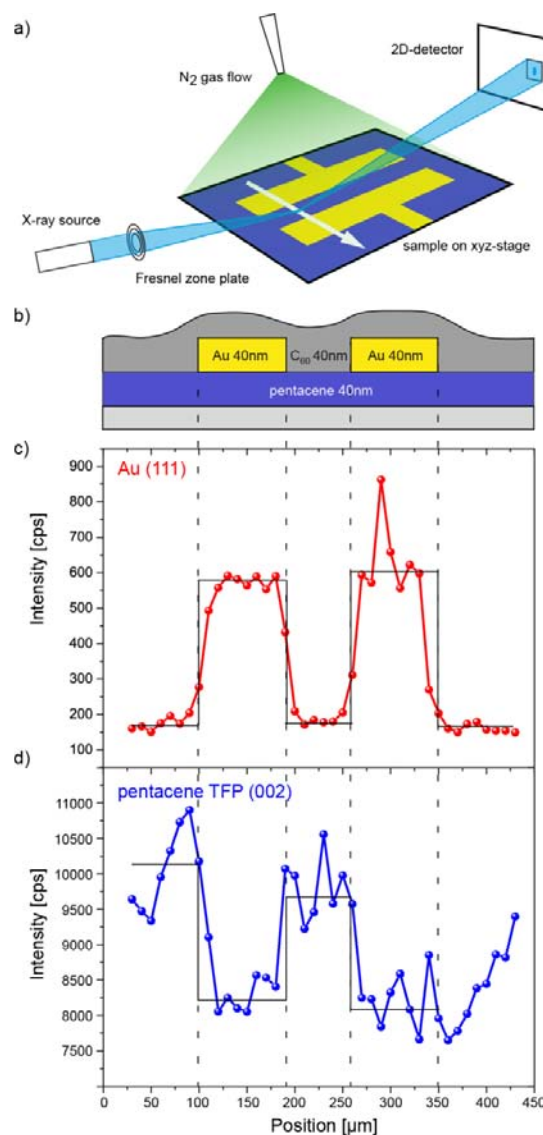 a)
2D-detector
N2 gas flow
X-ray source
Fresnel zone plate
sample on xyz-stage
b)
Au 40nm C60 40nm Au 40nm
pentacene 40nm
c)
Au (111)
Intensity [cps]
900
800
700
600
500
400
300
200
100
d)
pentacene TFP (002)
Intensity [cps]
11000
10500
10000
9500
9000
8500
8000
7500
0 50 100 150 200 250 300 350 400 450
Position [µm]